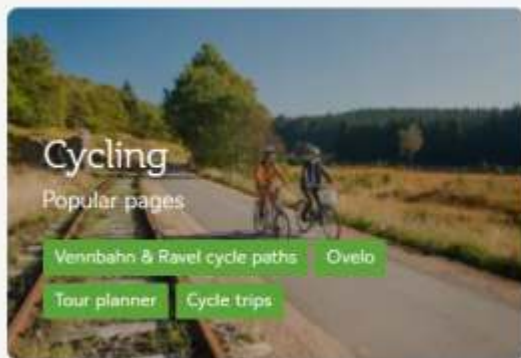 Cycling
Popular pages
Vennbahn & Ravel cycle paths Ovelo
Tour planner Cycle trips